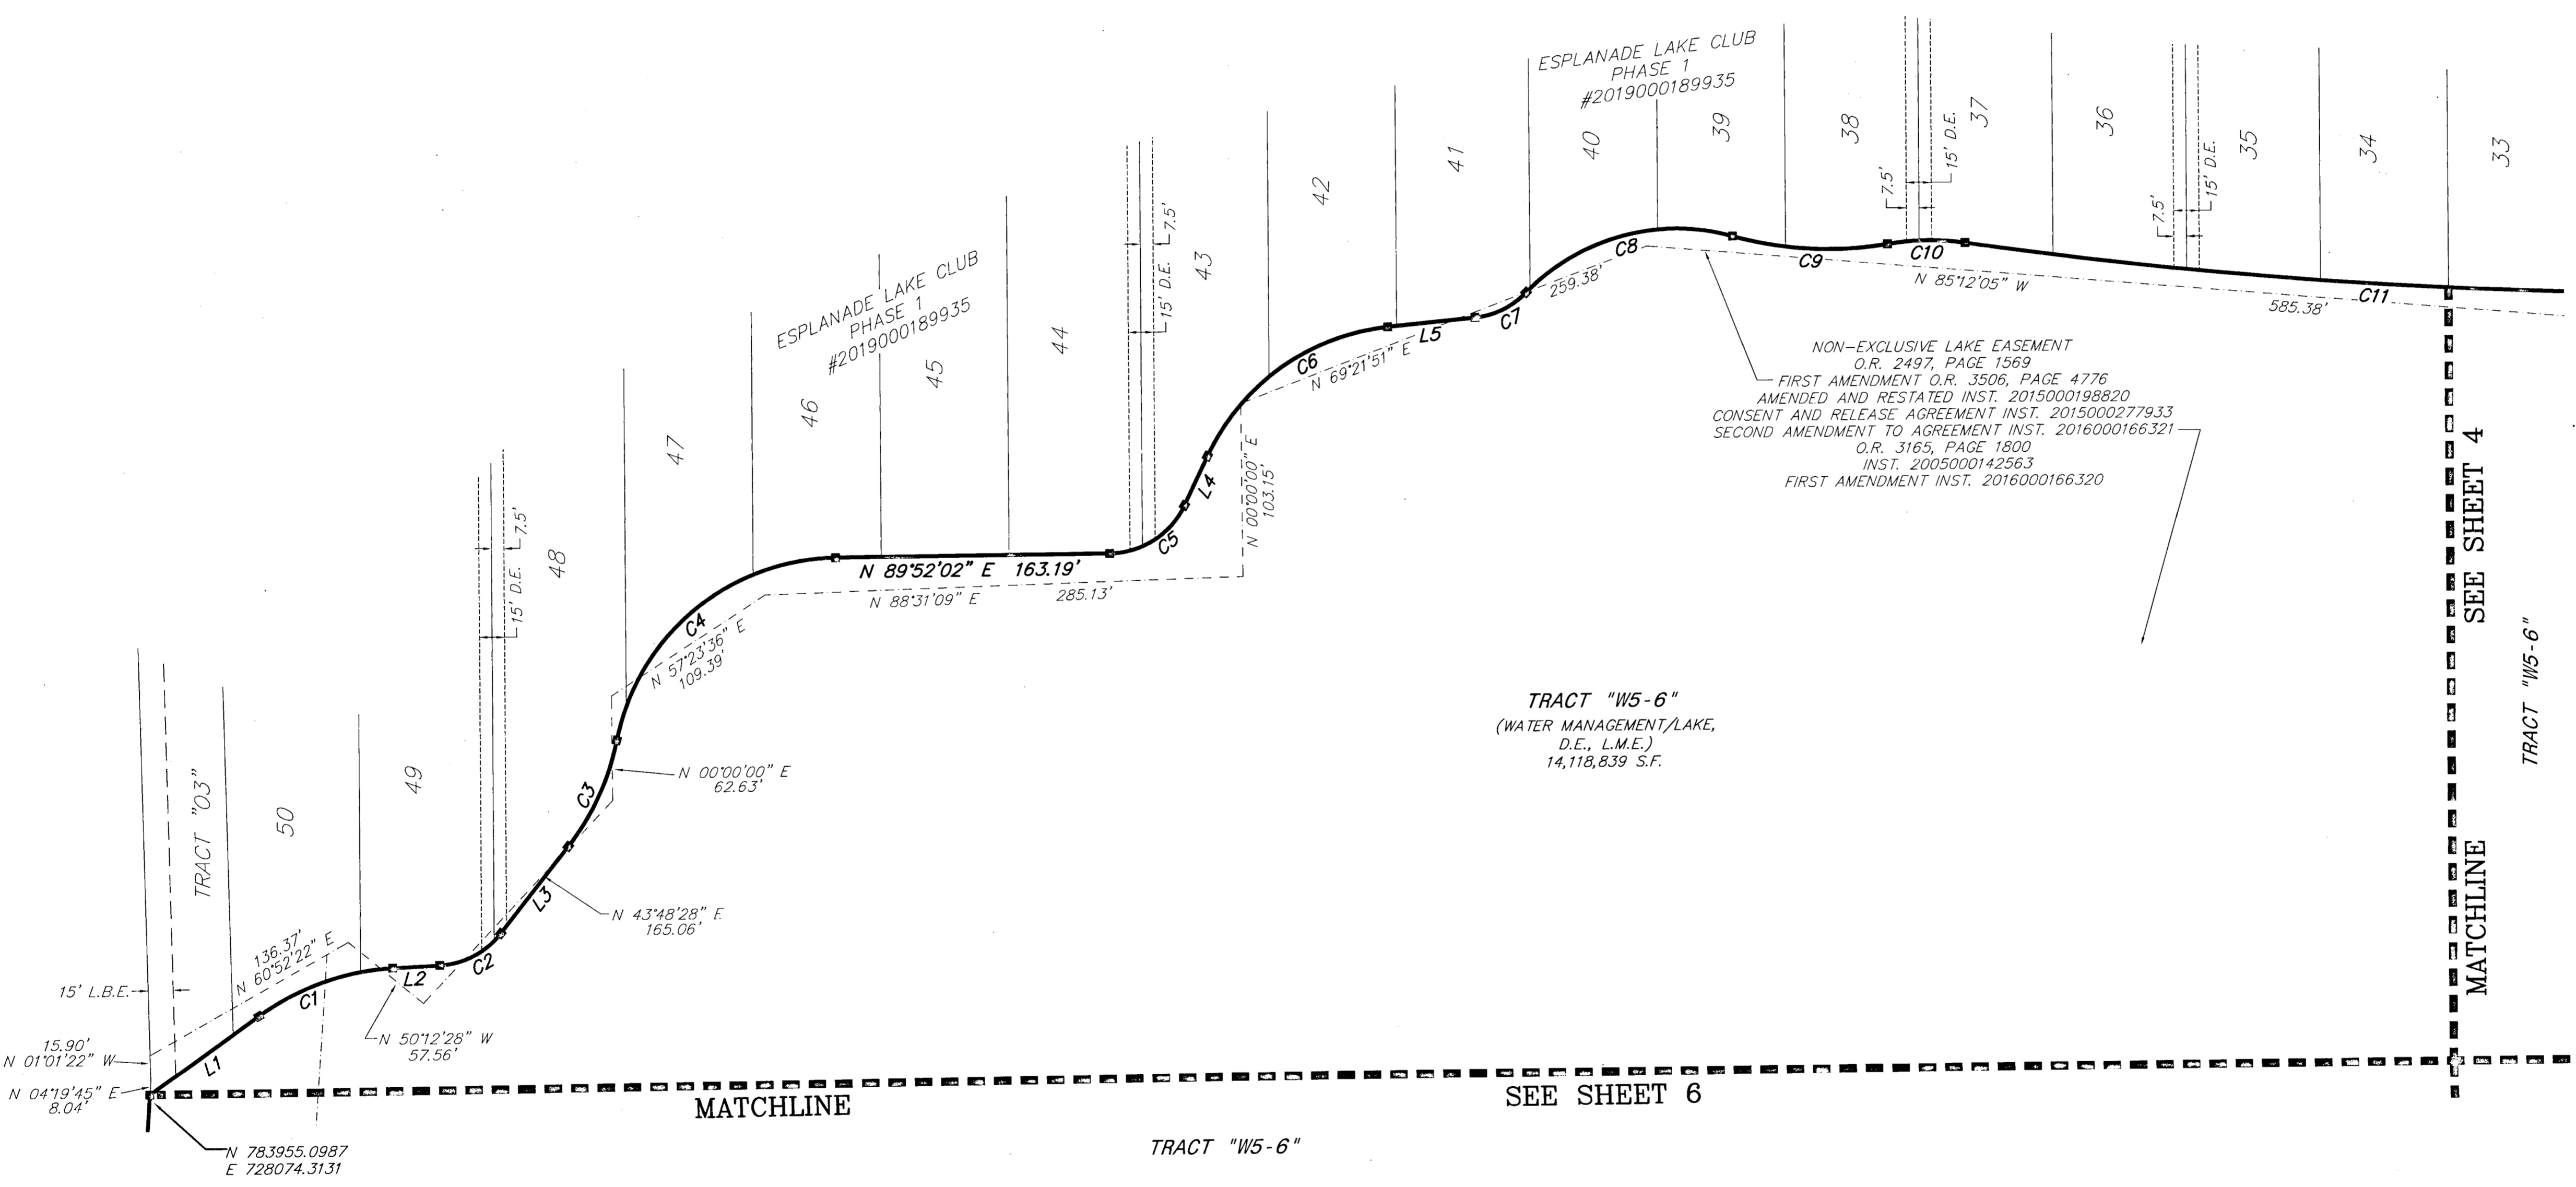 ESPLANADE LAKE CLUB
PHASE 1
#2019000189935
40
39
38
37
36
35
34
33
7.5'
15' D.E.
7.5'
15' D.E.
41
42
43
7.5'
15' D.E.
44
45
46
47
48
ESPLANADE LAKE CLUB
PHASE 1
#2019000189935
C8
259.38'
C9
C10
N 85°12'05" W
C11
585.38'
C7
L5
C6
N 69°21'51" E
NON-EXCLUSIVE LAKE EASEMENT
O.R. 2497, PAGE 1569
FIRST AMENDMENT O.R. 3506, PAGE 4776
AMENDED AND RESTATED INST. 2015000198820
CONSENT AND RELEASE AGREEMENT INST. 2015000277933
SECOND AMENDMENT TO AGREEMENT INST. 2016000166321
O.R. 3165, PAGE 1800
INST. 2005000142563
FIRST AMENDMENT INST. 2016000166320
L4
N 00°00'00" E
103.15'
C5
N 89°52'02" E 163.19'
N 88°31'09" E
285.13'
7.5'
15' D.E.
C4
N 57°23'36" E
109.39'
N 00°00'00" E
62.63'
C3
L3
N 43°48'28" E
165.06'
TRACT "W5-6"
(WATER MANAGEMENT/LAKE,
D.E., L.M.E.)
14,118,839 S.F.
SEE SHEET 4
MATCHLINE
TRACT "W5-6"
TRACT "03"
50
49
136.37'
N 60°52'22" E
C1
L2
C2
15' L.B.E.
N 50°12'28" W
57.56'
15.90'
N 01°01'22" W
L1
N 04°19'45" E
8.04'
MATCHLINE
SEE SHEET 6
N 783955.0987
E 728074.3131
TRACT "W5-6"